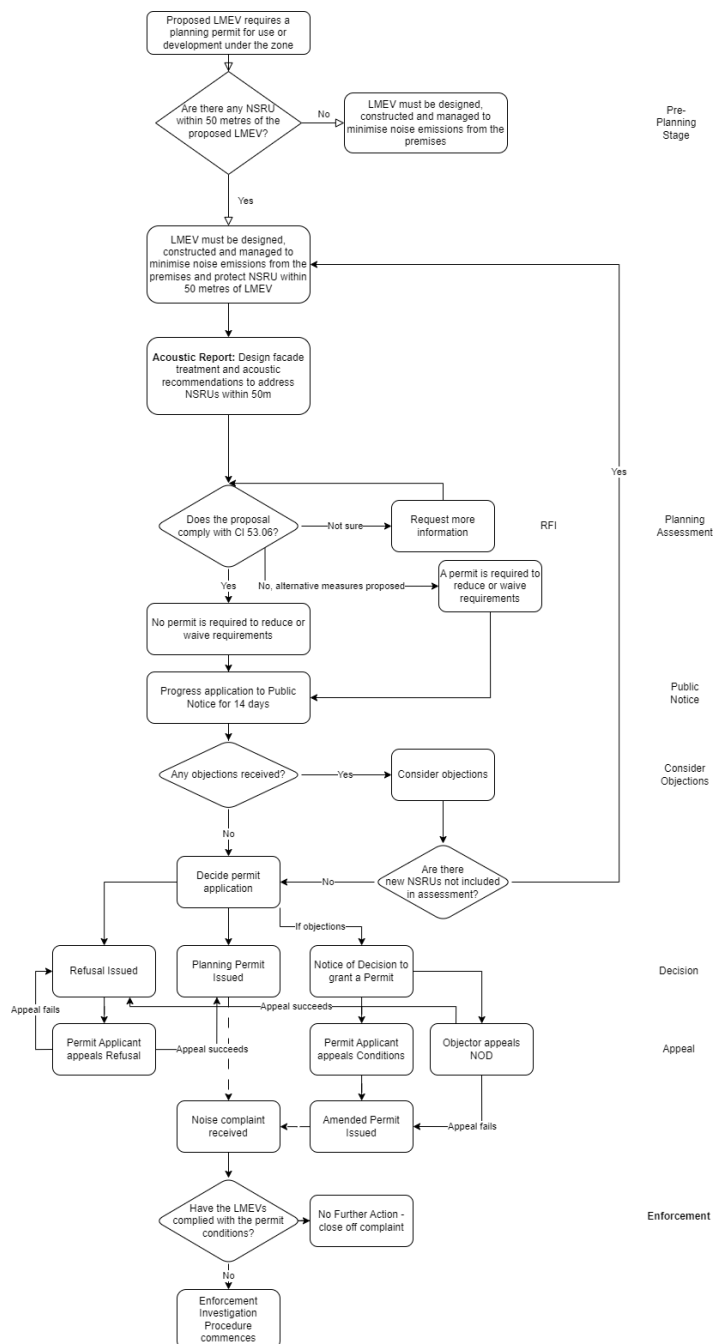 Proposed LMEV requires a
planning permit for use or
development under the zone
Are there any NSRU
within 50 metres of the
proposed LMEV?
No
LMEV must be designed,
constructed and managed to
minimise noise emissions from the
premises
Pre-
Planning
Stage
Yes
LMEV must be designed,
constructed and managed to
minimise noise emissions from the
premises and protect NSRU within
50 metres of LMEV
Acoustic Report: Design facade
treatment and acoustic
recommendations to address
NSRUs within 50m
Yes
Does the proposal
comply with Cl 53.06?
Not sure
Request more
information
RFI
Planning
Assessment
Yes
No, alternative measures proposed
A permit is required to
reduce or waive
requirements
No permit is required to reduce or
waive requirements
Progress application to Public
Notice for 14 days
Public
Notice
Any objections received?
Yes
Consider objections
Consider
Objections
No
Decide permit
application
No
Are there
new NSRUs not included
in assessment?
If objections
Refusal Issued
Planning Permit
Issued
Notice of Decision to
grant a Permit
Decision
Appeal fails
Appeal succeeds
Permit Applicant
appeals Refusal
Appeal succeeds
Permit Applicant
appeals Conditions
Objector appeals
NOD
Appeal
Noise complaint
received
Amended Permit
Issued
Appeal fails
Have the LMEVs
complied with the permit
conditions?
No Further Action -
close off complaint
Enforcement
No
Enforcement
Investigation
Procedure
commences